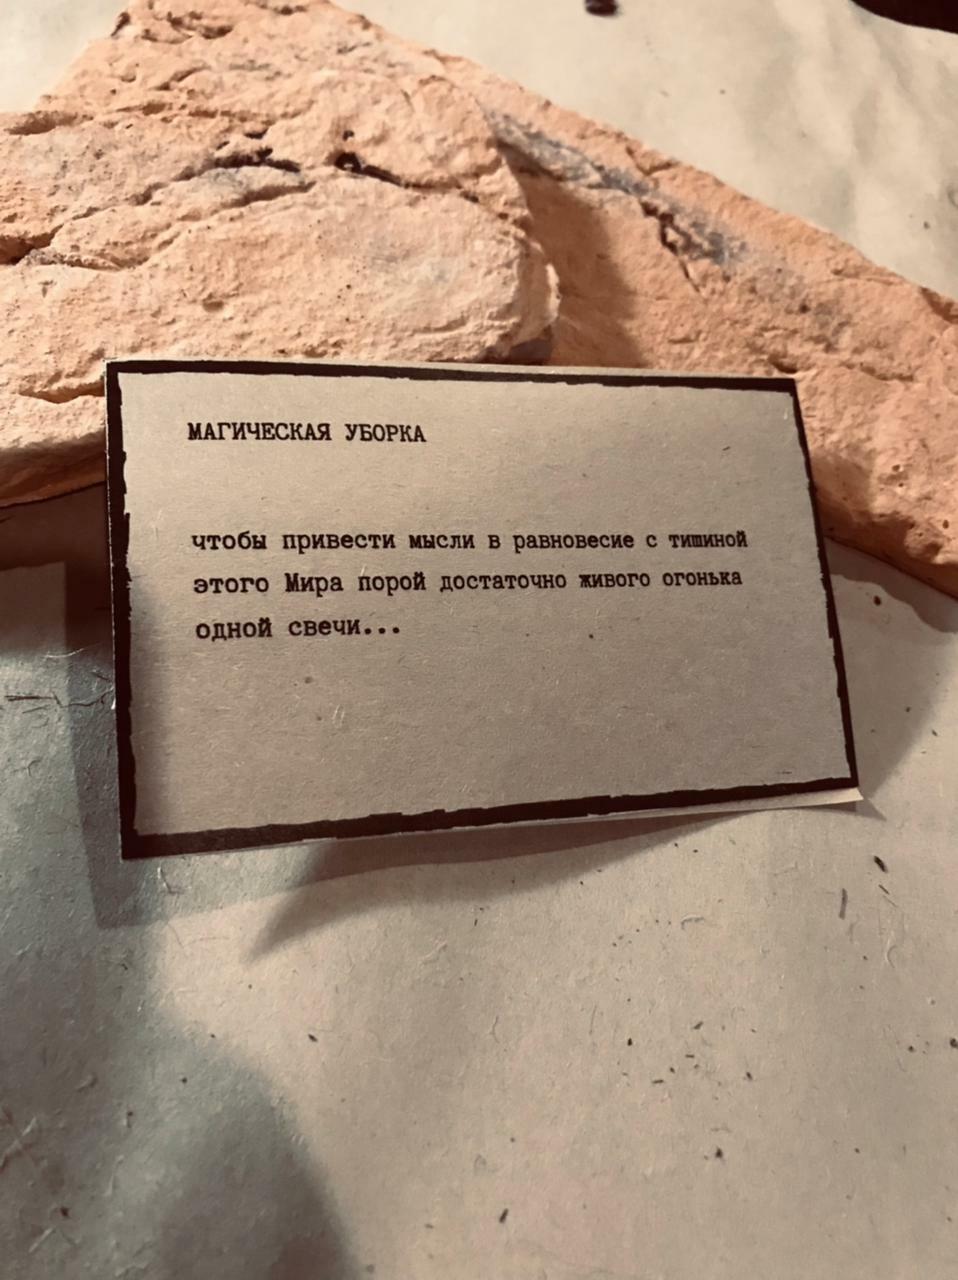 МАГИЧЕСКАЯ УБОРКА
чтобы привести мысли в равновесие с тишиной
этого Мира порой достаточно живого огонька
одной свечи...